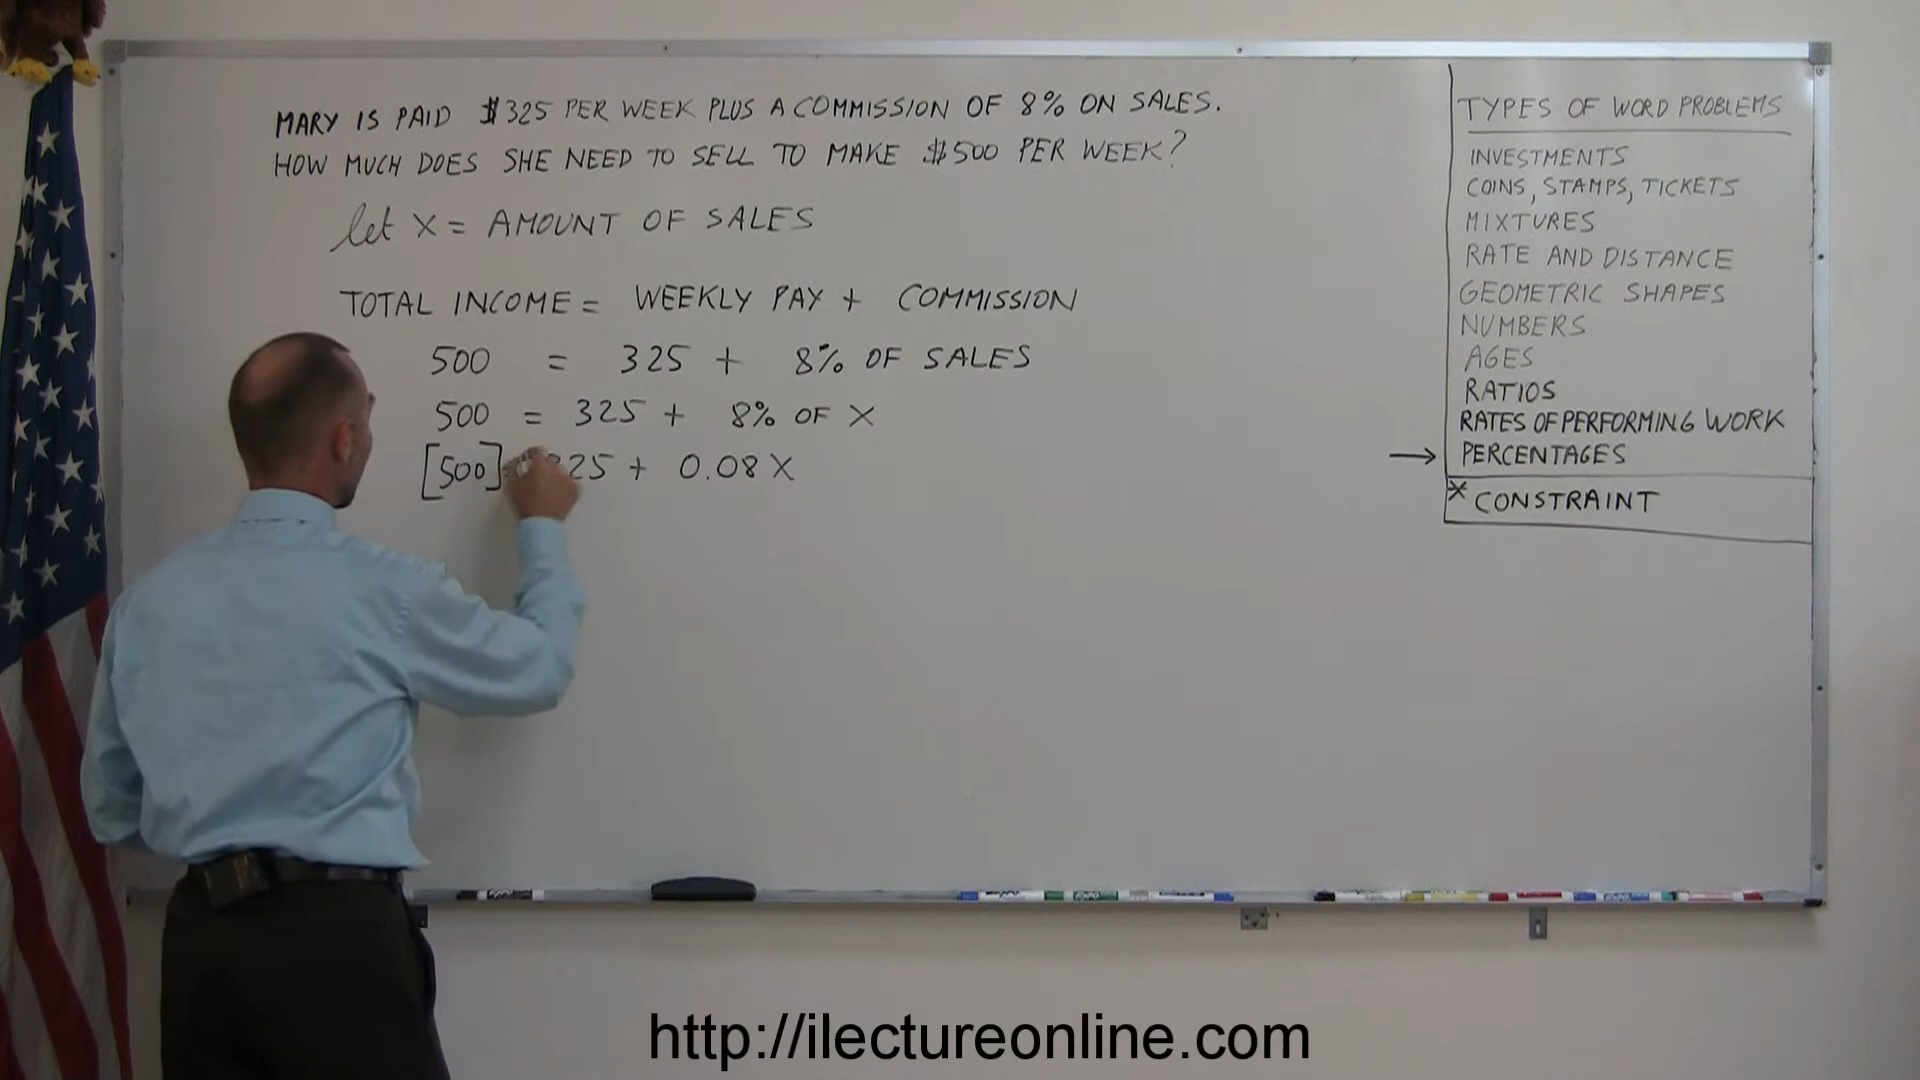 MARY IS PAID $325 PER WEEK PLUS A COMMISSION OF 8% ON SALES.
HOW MUCH DOES SHE NEED TO SELL TO MAKE $500 PER WEEK?
let X = AMOUNT OF SALES
TOTAL INCOME = WEEKLY PAY + COMMISSION
500 = 325 + 8% OF SALES
500 = 325 + 8% OF X
[500] 25 + 0.08X
TYPES OF WORD PROBLEMS
INVESTMENTS
COINS, STAMPS, TICKETS
MIXTURES
RATE AND DISTANCE
GEOMETRIC SHAPES
NUMBERS
AGES
RATIOS
RATES OF PERFORMING WORK
→ PERCENTAGES
* CONSTRAINT
http://ilectureonline.com